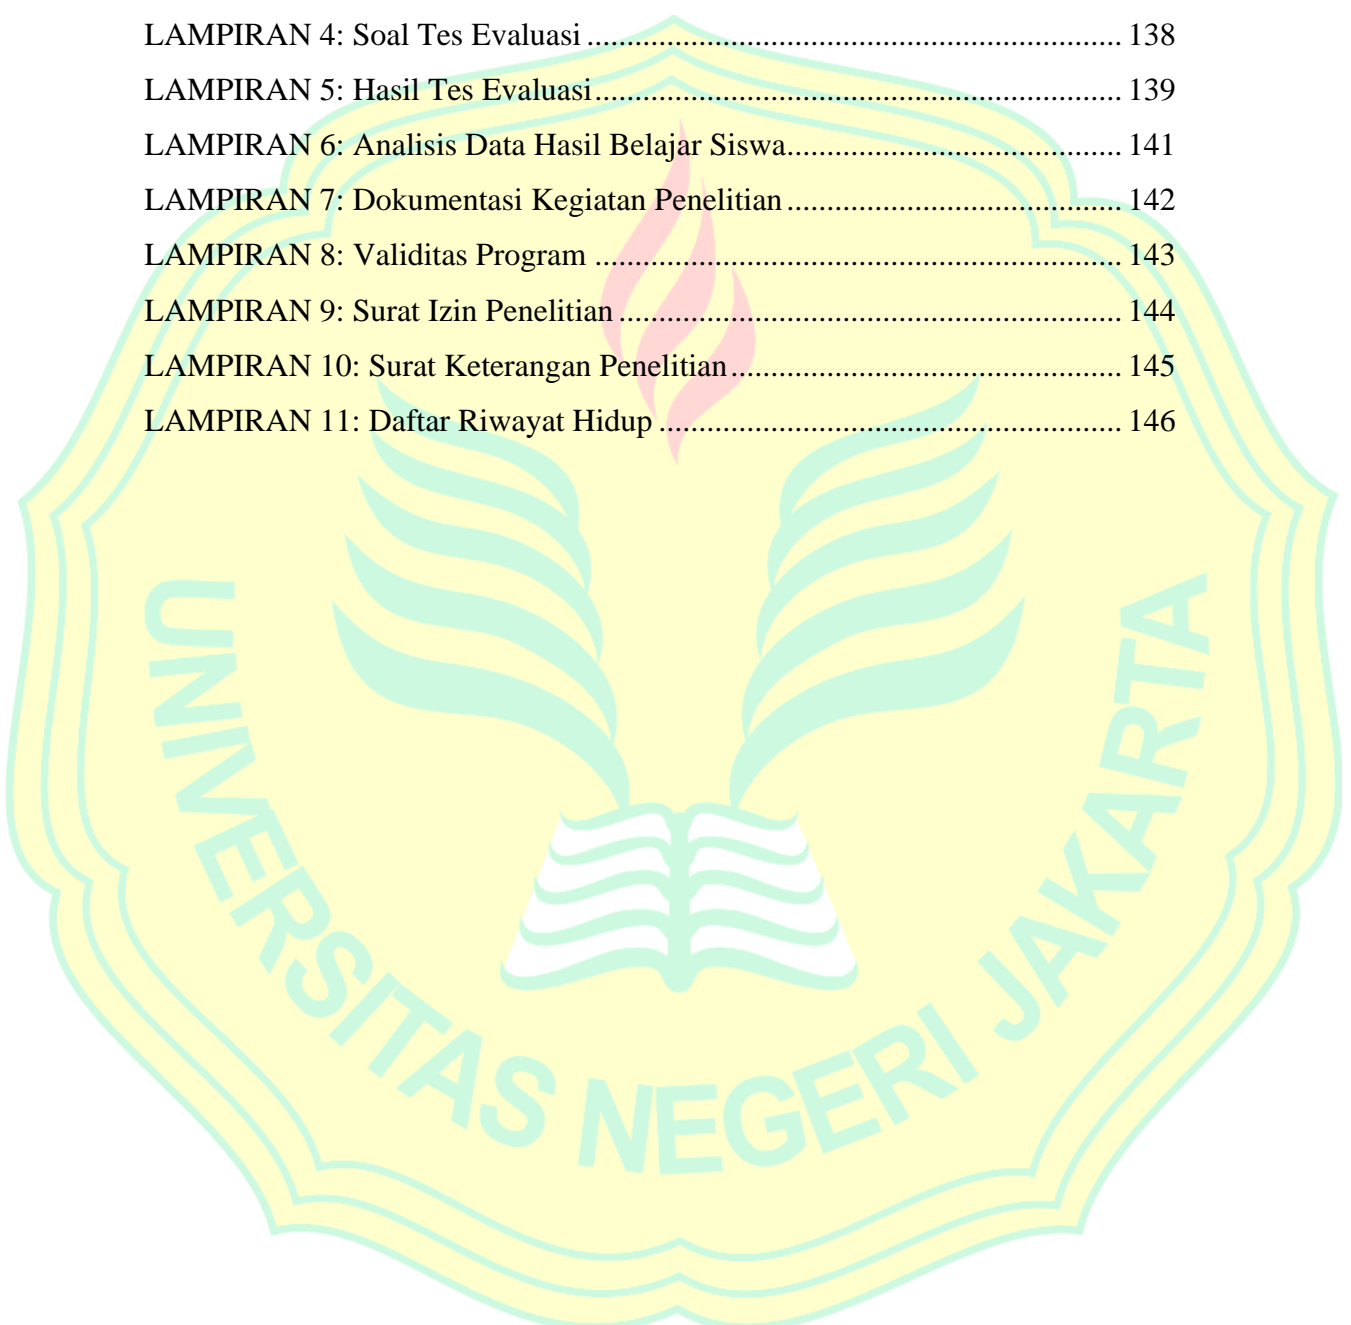 LAMPIRAN 4: Soal Tes Evaluasi .................................................................... 138
LAMPIRAN 5: Hasil Tes Evaluasi.................................................................... 139
LAMPIRAN 6: Analisis Data Hasil Belajar Siswa........................................... 141
LAMPIRAN 7: Dokumentasi Kegiatan Penelitian ........................................... 142
LAMPIRAN 8: Validitas Program ................................................................... 143
LAMPIRAN 9: Surat Izin Penelitian ................................................................ 144
LAMPIRAN 10: Surat Keterangan Penelitian.................................................. 145
LAMPIRAN 11: Daftar Riwayat Hidup ........................................................... 146
UNIVERSITAS NEGERI JAKARTA